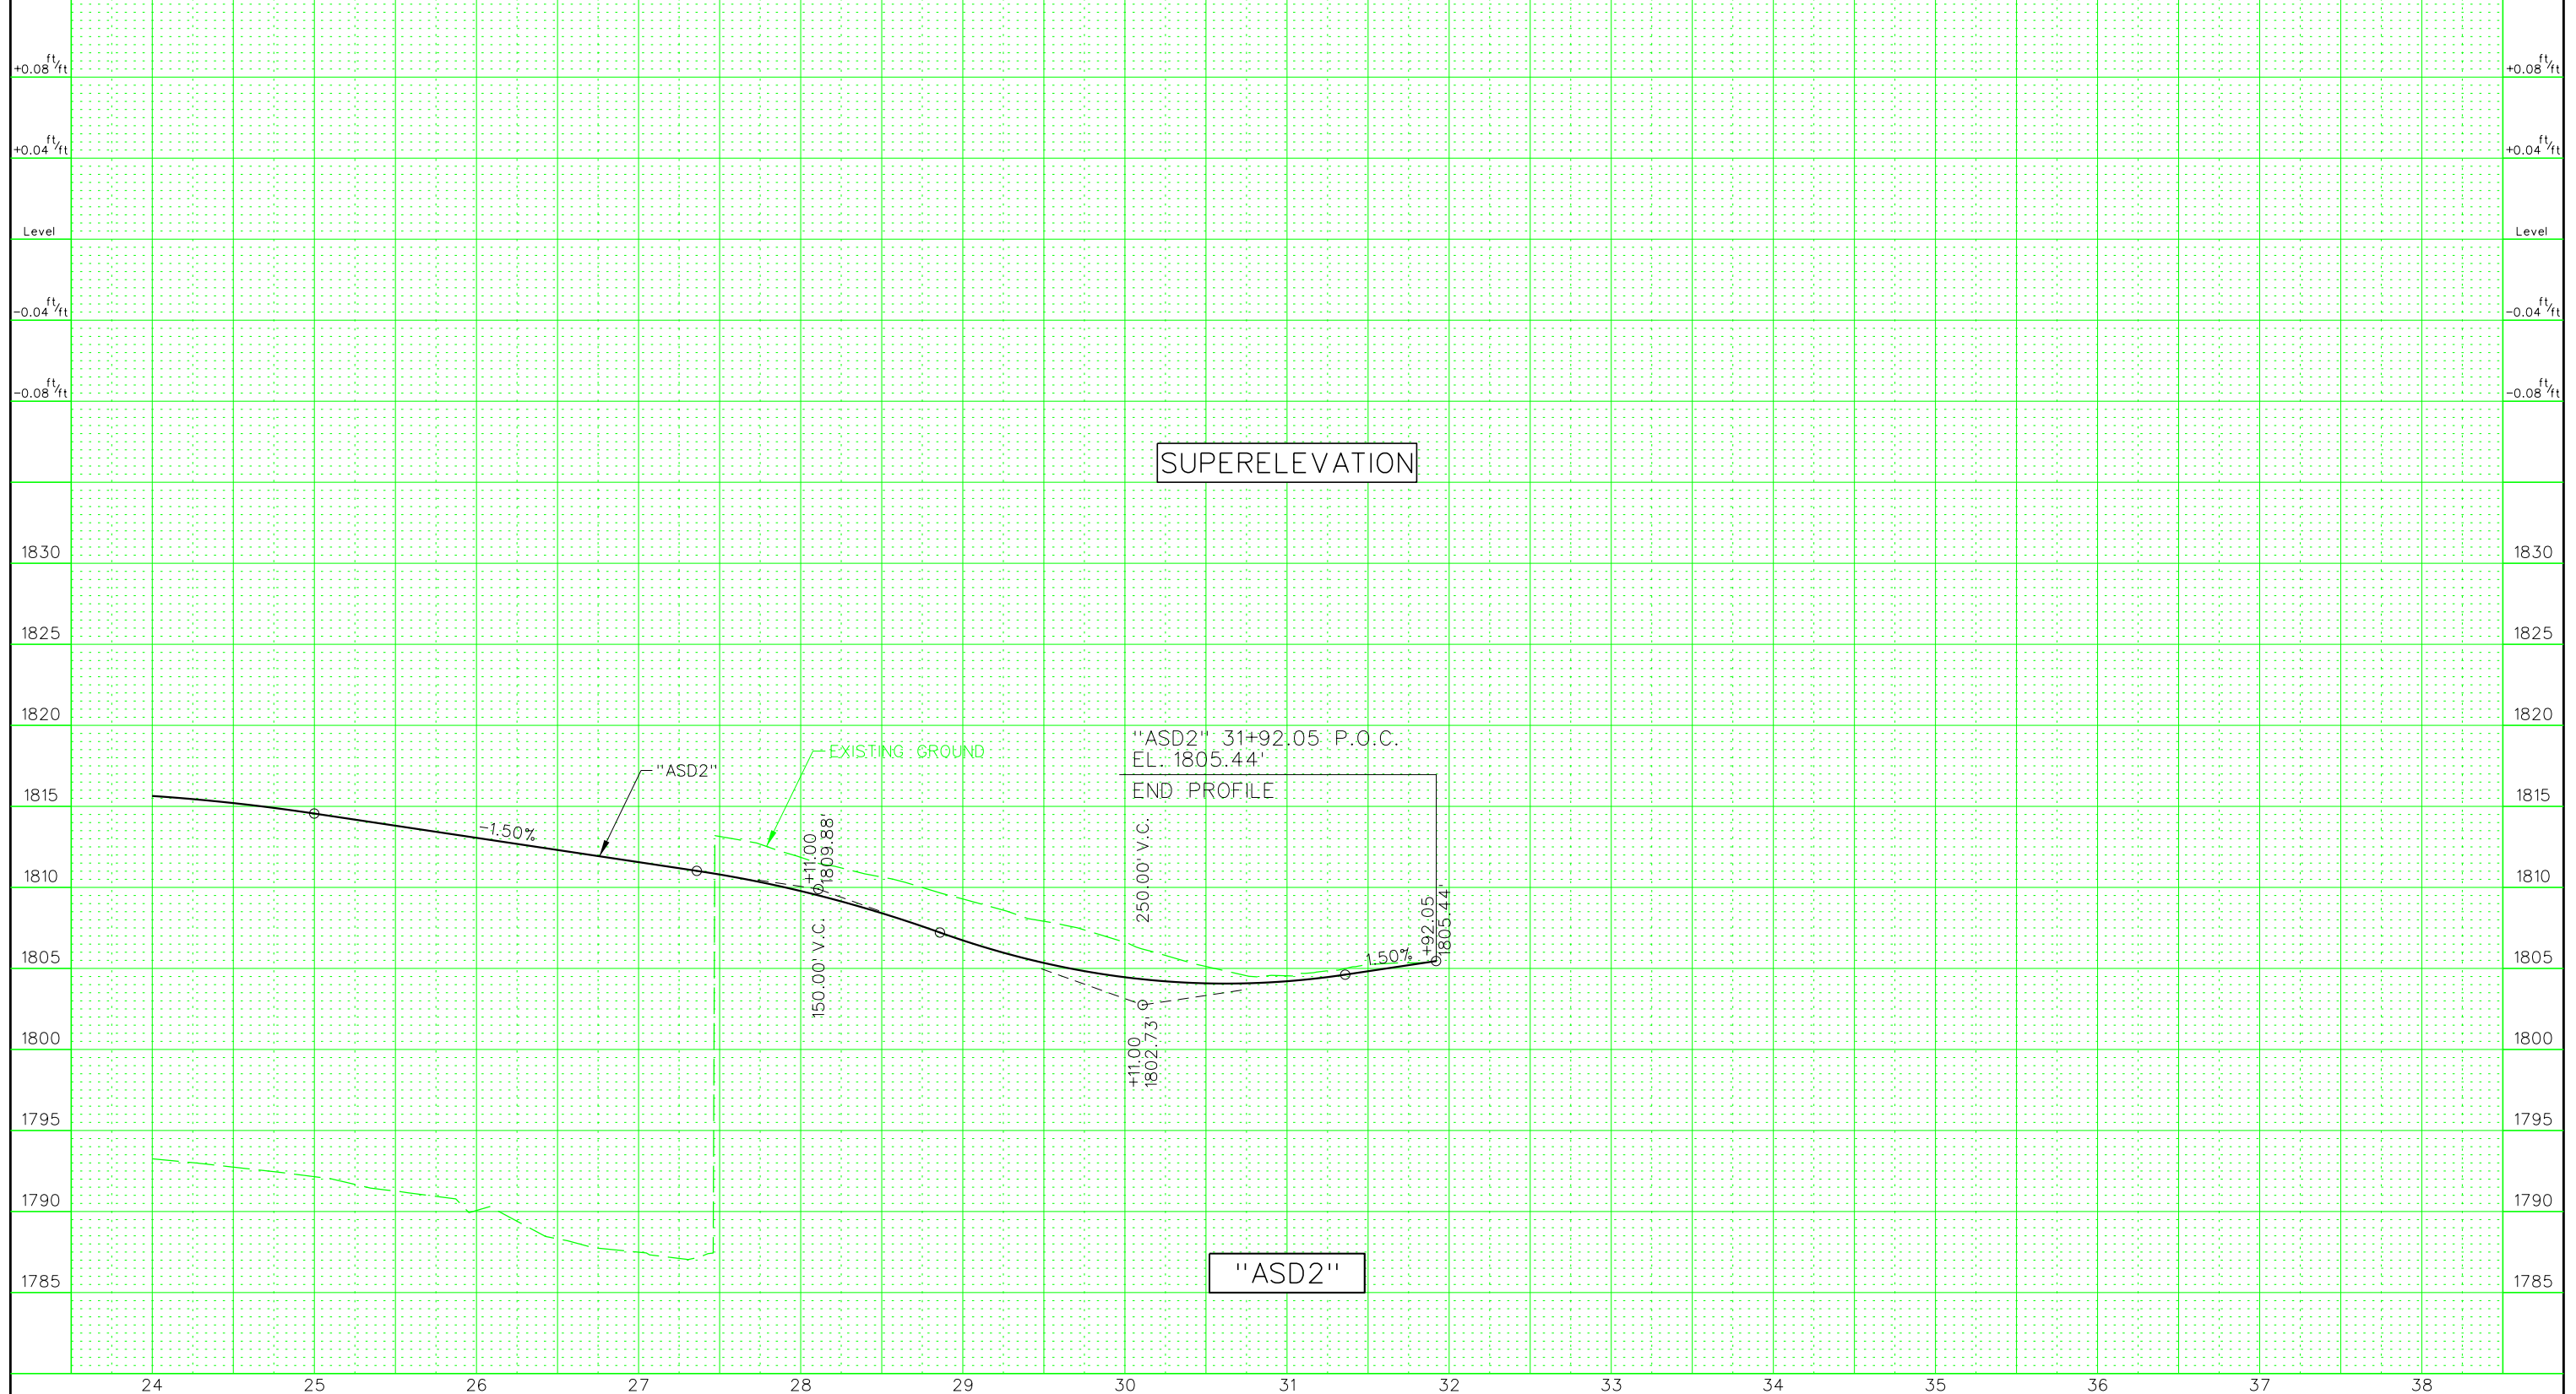 +0.08 ft/ft
+0.08 ft/ft
+0.04 ft/ft
+0.04 ft/ft
Level
Level
-0.04 ft/ft
-0.04 ft/ft
-0.08 ft/ft
-0.08 ft/ft
SUPERELEVATION
1830
1830
1825
1825
1820
1820
"ASD2" 31+92.05 P.O.C.
EL. 1805.44'
END PROFILE
EXISTING GROUND
"ASD2"
1815
1815
-1.50%
+11.00
1809.88'
150.00' V.C.
250.00' V.C.
1810
1810
+92.05
1805.44'
1.50%
1805
1805
+11.00
1802.73'
1800
1800
1795
1795
1790
1790
1785
1785
"ASD2"
24 25 26 27 28 29 30 31 32 33 34 35 36 37 38